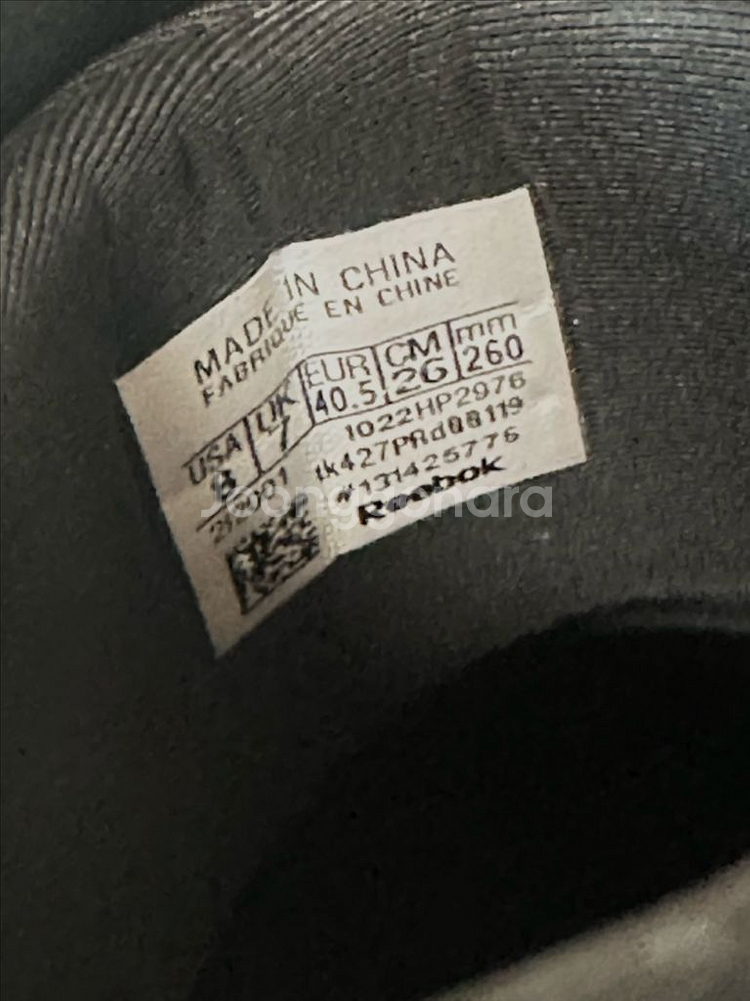 MADE IN CHINA
FABRIQUE EN CHINE
USA UK EUR CM mm
8 7 40.5 26 260
1022HP2976
#131425776
Reebok
Joonggonara